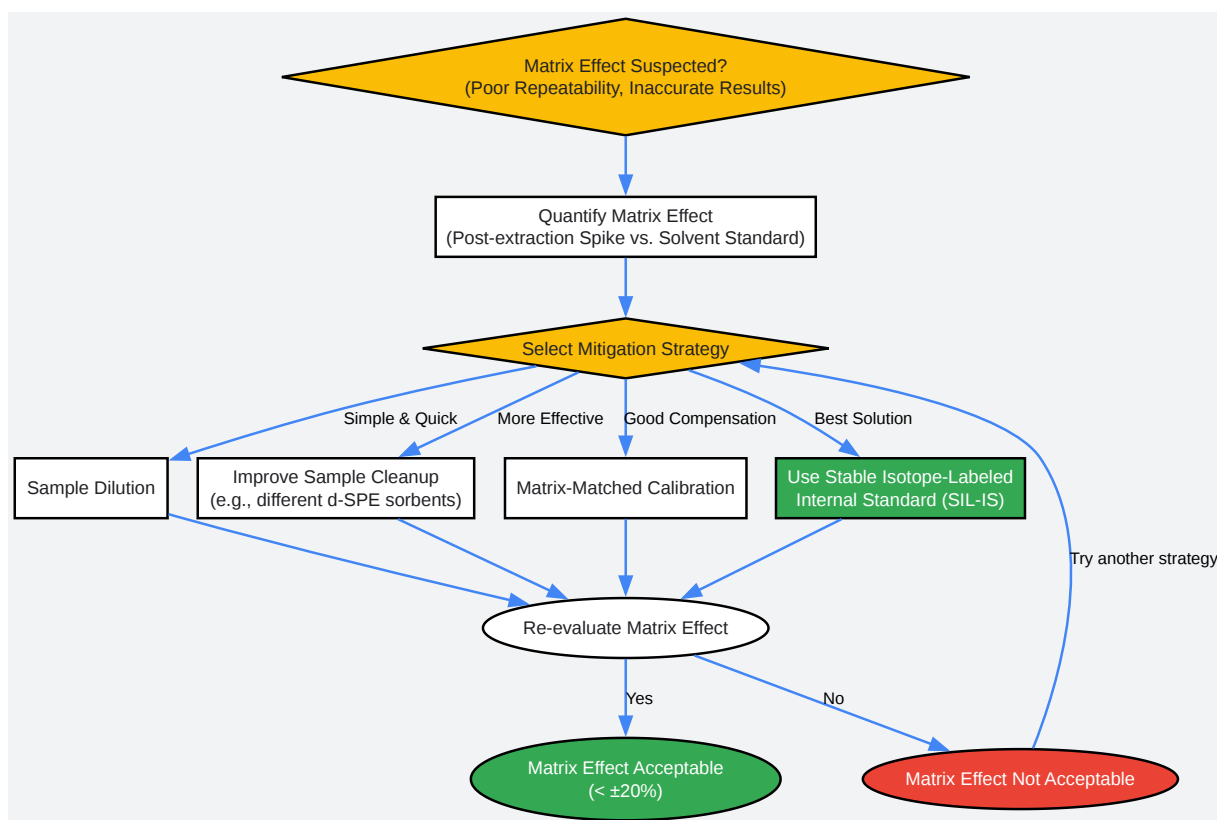 Matrix Effect Suspected?
(Poor Repeatability, Inaccurate Results)
Quantify Matrix Effect
(Post-extraction Spike vs. Solvent Standard)
Select Mitigation Strategy
Simple & Quick
More Effective
Good Compensation
Best Solution
Sample Dilution
Improve Sample Cleanup
(e.g., different d-SPE sorbents)
Matrix-Matched Calibration
Use Stable Isotope-Labeled
Internal Standard (SIL-IS)
Try another strategy
Re-evaluate Matrix Effect
Yes
No
Matrix Effect Acceptable
(< ±20%)
Matrix Effect Not Acceptable